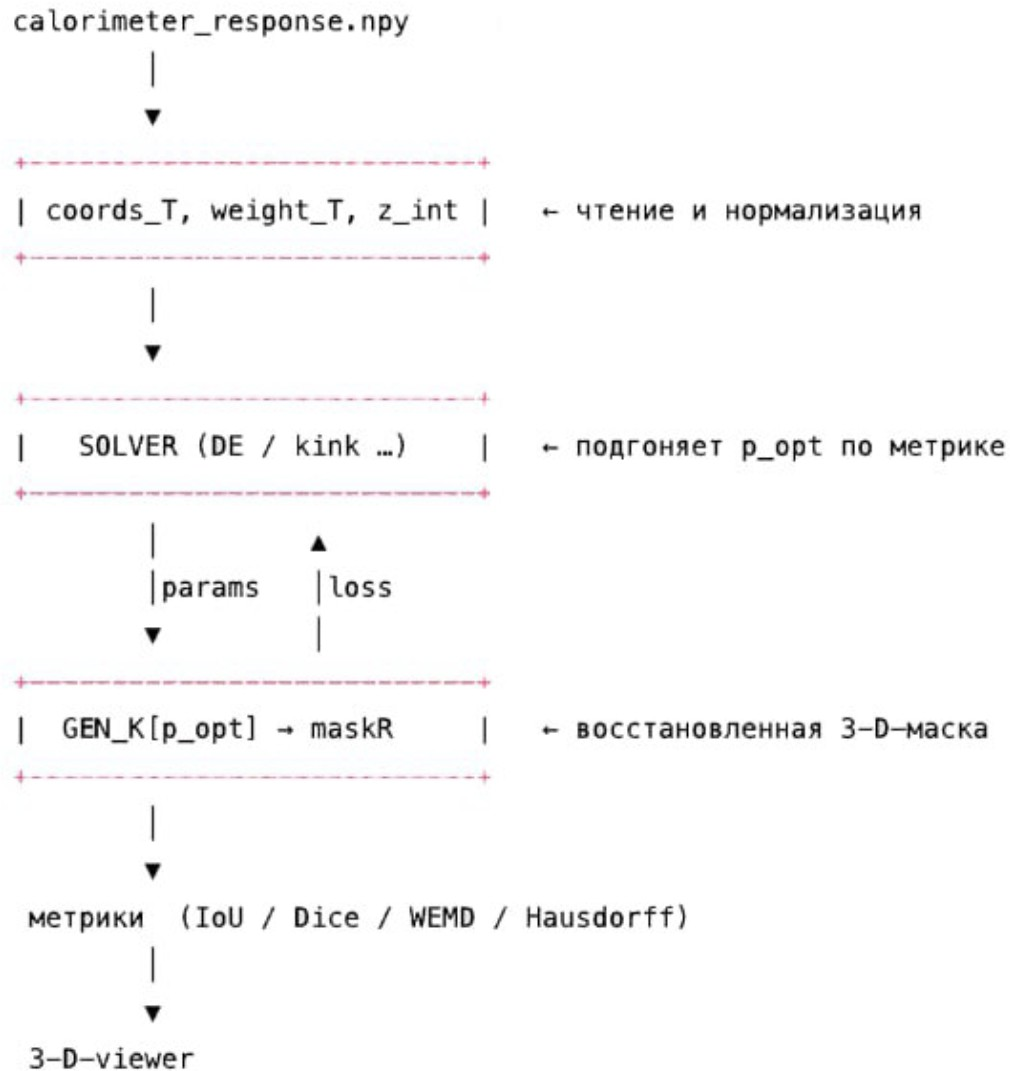 calorimeter_response.npy
| coords_T, weight_T, z_int | ← чтение и нормализация
| SOLVER (DE / kink …) | ← подгоняет p_opt по метрике
|params |loss
| GEN_K[p_opt] → maskR | ← восстановленная 3-D-маска
метрики (IoU / Dice / WEMD / Hausdorff)
3-D-viewer